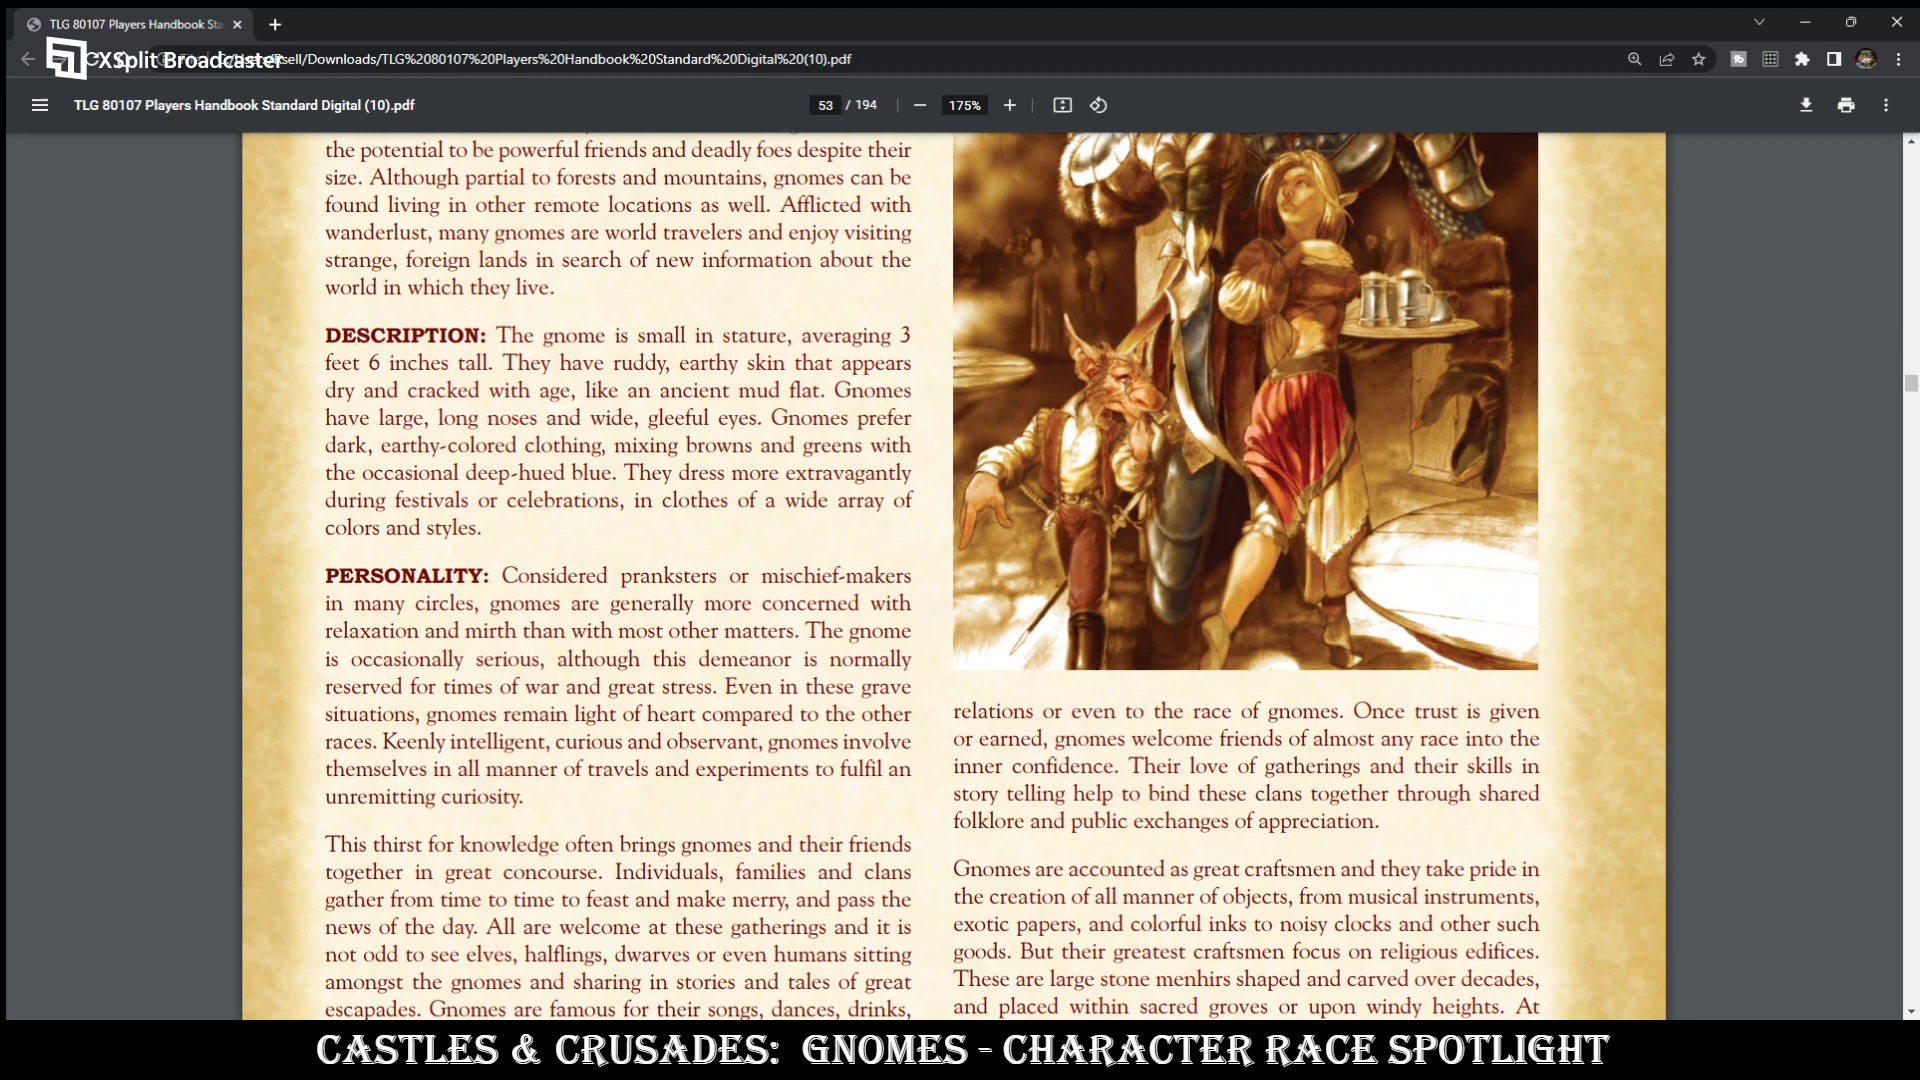 TLG 80107 Players Handbook Sta
XSplit Broadcaster
sell/Downloads/TLG%2080107%20Players%20Handbook%20Standard%20Digital%20(10).pdf
TLG 80107 Players Handbook Standard Digital (10).pdf
53 / 194
175%
the potential to be powerful friends and deadly foes despite their
size. Although partial to forests and mountains, gnomes can be
found living in other remote locations as well. Afflicted with
wanderlust, many gnomes are world travelers and enjoy visiting
strange, foreign lands in search of new information about the
world in which they live.
DESCRIPTION: The gnome is small in stature, averaging 3
feet 6 inches tall. They have ruddy, earthy skin that appears
dry and cracked with age, like an ancient mud flat. Gnomes
have large, long noses and wide, gleeful eyes. Gnomes prefer
dark, earthy-colored clothing, mixing browns and greens with
the occasional deep-hued blue. They dress more extravagantly
during festivals or celebrations, in clothes of a wide array of
colors and styles.
PERSONALITY: Considered pranksters or mischief-makers
in many circles, gnomes are generally more concerned with
relaxation and mirth than with most other matters. The gnome
is occasionally serious, although this demeanor is normally
reserved for times of war and great stress. Even in these grave
situations, gnomes remain light of heart compared to the other
races. Keenly intelligent, curious and observant, gnomes involve
themselves in all manner of travels and experiments to fulfil an
unremitting curiosity.
This thirst for knowledge often brings gnomes and their friends
together in great concourse. Individuals, families and clans
gather from time to time to feast and make merry, and pass the
news of the day. All are welcome at these gatherings and it is
not odd to see elves, halflings, dwarves or even humans sitting
amongst the gnomes and sharing in stories and tales of great
escapades. Gnomes are famous for their songs, dances, drinks,
relations or even to the race of gnomes. Once trust is given
or earned, gnomes welcome friends of almost any race into the
inner confidence. Their love of gatherings and their skills in
story telling help to bind these clans together through shared
folklore and public exchanges of appreciation.
Gnomes are accounted as great craftsmen and they take pride in
the creation of all manner of objects, from musical instruments,
exotic papers, and colorful inks to noisy clocks and other such
goods. But their greatest craftsmen focus on religious edifices.
These are large stone menhirs shaped and carved over decades,
and placed within sacred groves or upon windy heights. At
CASTLES & CRUSADES: GNOMES - CHARACTER RACE SPOTLIGHT